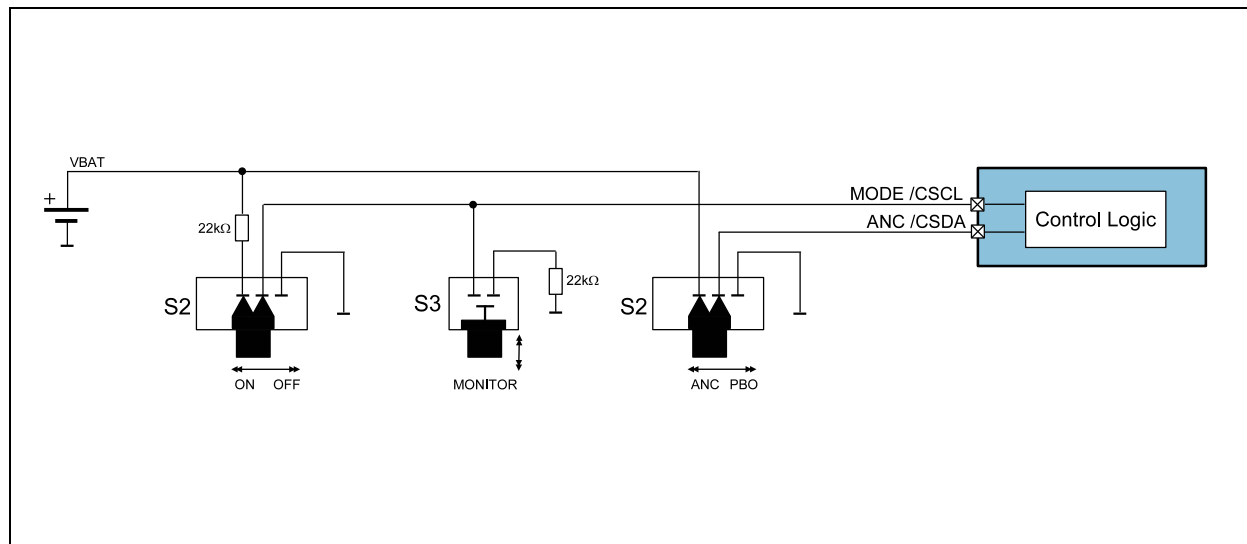 VBAT
+
MODE /CSCL
ANC /CSDA
Control Logic
22kΩ
22kΩ
S2
S3
S2
ON OFF
MONITOR
ANC PBO